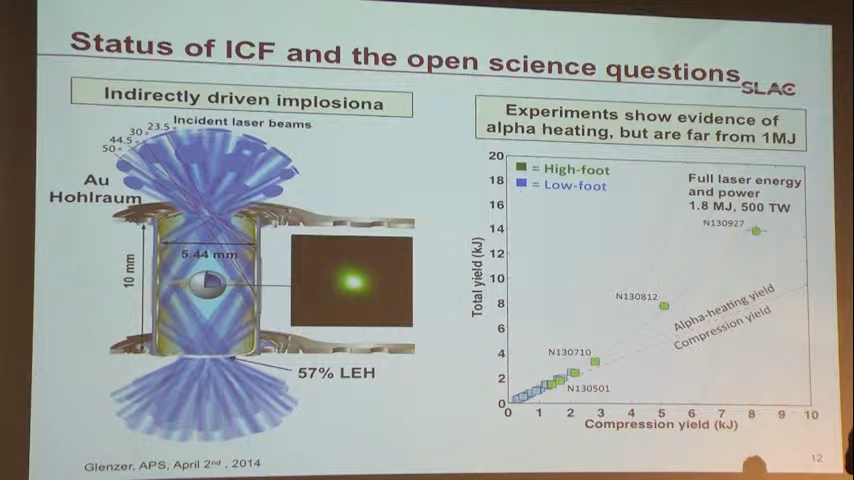 Status of ICF and the open science questions
SLAC
Indirectly driven implosiona
Incident laser beams
23.5
30
44.5
50
Au
Hohlraum
5.44 mm
10 mm
57% LEH
Glenzer, APS, April 2nd , 2014
Experiments show evidence of
alpha heating, but are far from 1MJ
20
18
16
14
12
10
8
6
4
2
0
Total yield (kJ)
= High-foot
= Low-foot
Full laser energy
and power
1.8 MJ, 500 TW
N130927
N130812
N130710
N130501
Alpha-heating yield
Compression yield
0 1 2 3 4 5 6 7 8 9 10
Compression yield (kJ)
12